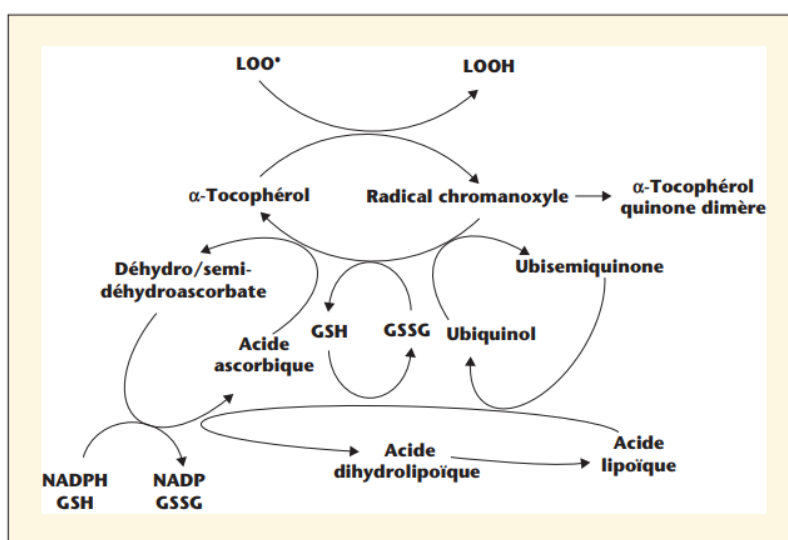 LOO•
LOOH
α-Tocophérol
Radical chromanoxyle
α-Tocophérol
quinone dimère
Déhydro/semi-
déhydroascorbate
Ubisemiquinone
GSH
GSSG
Ubiquinol
Acide
ascorbique
Acide
dihydrolipoïque
Acide
lipoïque
NADPH
GSH
NADP
GSSG